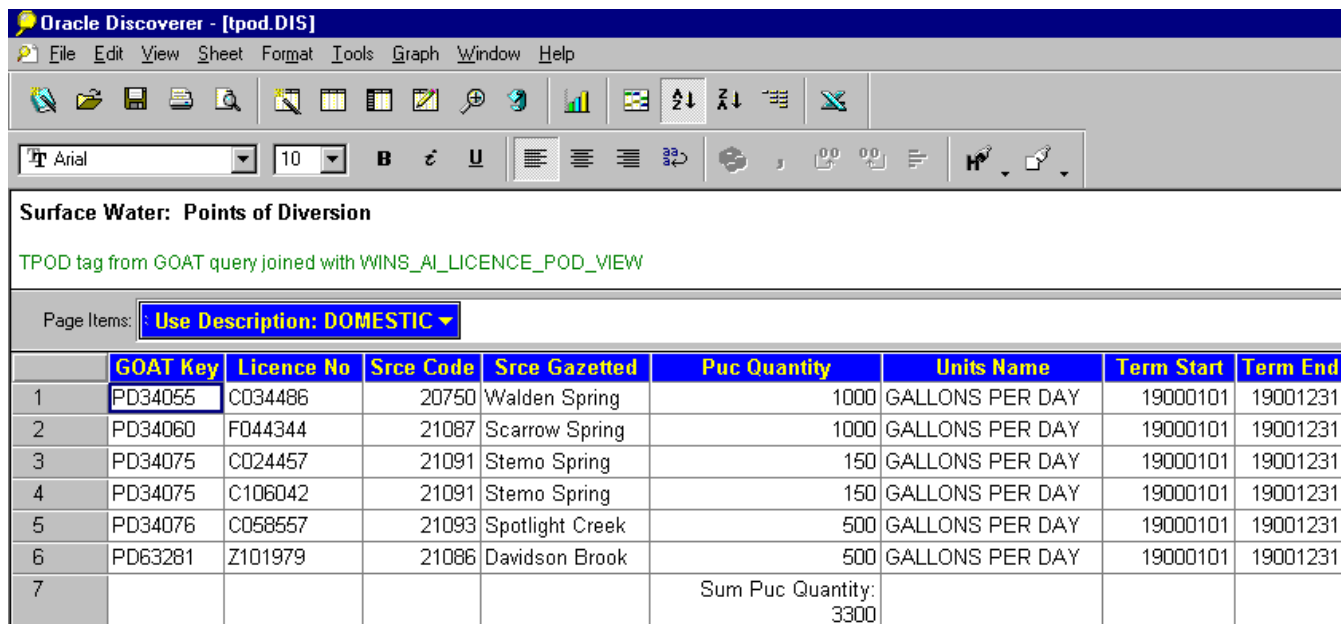 Oracle Discoverer - [tpod.DIS]
File Edit View Sheet Format Tools Graph Window Help
Arial 10 B i U
Surface Water: Points of Diversion
TPOD tag from GOAT query joined with WINS_AI_LICENCE_POD_VIEW
Page Items: Use Description: DOMESTIC
GOAT Key Licence No Srce Code Srce Gazetted Puc Quantity Units Name Term Start Term End
1 PD34055 C034486 20750 Walden Spring 1000 GALLONS PER DAY 19000101 19001231
2 PD34060 F044344 21087 Scarrow Spring 1000 GALLONS PER DAY 19000101 19001231
3 PD34075 C024457 21091 Stemo Spring 150 GALLONS PER DAY 19000101 19001231
4 PD34075 C106042 21091 Stemo Spring 150 GALLONS PER DAY 19000101 19001231
5 PD34076 C058557 21093 Spotlight Creek 500 GALLONS PER DAY 19000101 19001231
6 PD63281 Z101979 21086 Davidson Brook 500 GALLONS PER DAY 19000101 19001231
7 Sum Puc Quantity:
3300